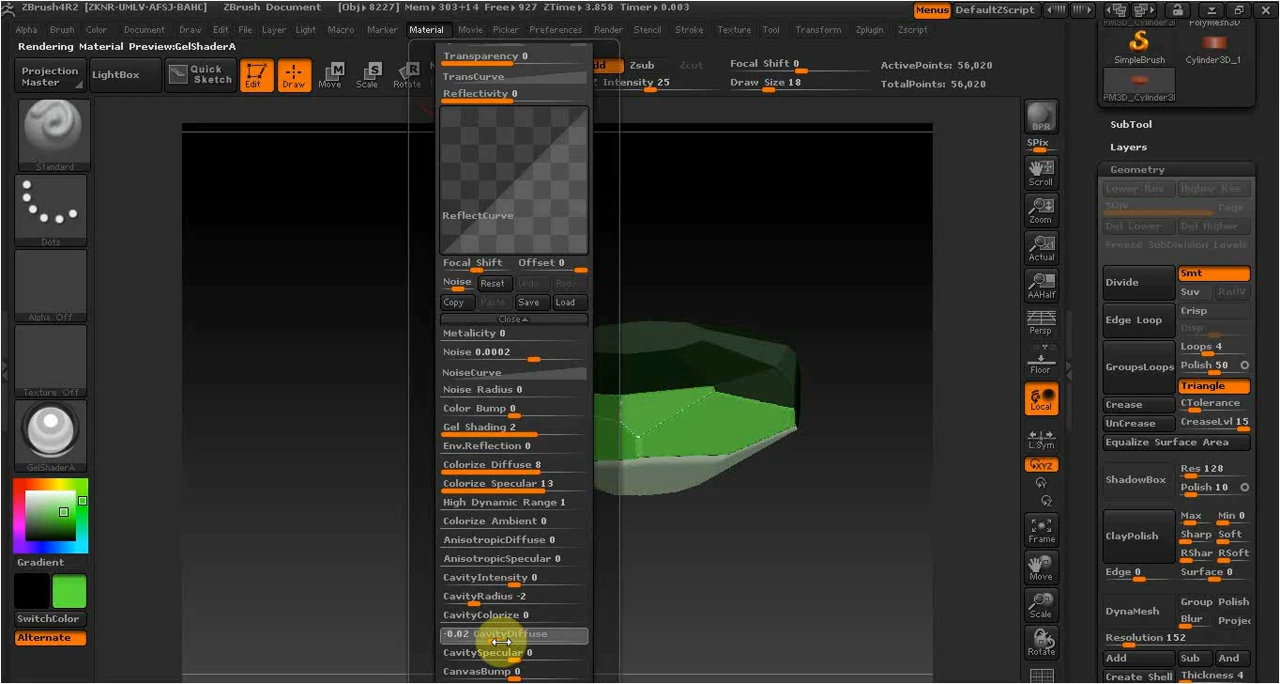 ZBrush4R2 [ZKNR-UMLV-AFSJ-BAHC] ZBrush Document [Obj> 8227] Mem> 303+14 Free> 927 ZTime> 3.858 Timer> 0.003 Menus DefaultZScript
Alpha Brush Color Document Draw Edit File Layer Light Macro Marker Material Movie Picker Preferences Render Stencil Stroke Texture Tool Transform Zplugin Zscript
Rendering Material Preview:GelShaderA
Projection
Master
LightBox
Quick
Sketch
Edit
Draw
Move
Scale
Rotate
Zsub
Zcut
Z Intensity 25
Focal Shift 0
Draw Size 18
ActivePoints: 56,020
TotalPoints: 56,020
Standard
Dots
Alpha Off
Texture Off
GelShaderA
Gradient
SwitchColor
Alternate
Transparency 0
TransCurve
Reflectivity 0
ReflectCurve
Focal Shift Offset 0
Noise Reset Undo Redo
Copy Paste Save Load
Close
Metalicity 0
Noise 0.0002
NoiseCurve
Noise Radius 0
Color Bump 0
Gel Shading 2
Env.Reflection 0
Colorize Diffuse 8
Colorize Specular 13
High Dynamic Range 1
Colorize Ambient 0
AnisotropicDiffuse 0
AnisotropicSpecular 0
CavityIntensity 0
CavityRadius -2
CavityColorize 0
-0.02 CavityDiffuse
CavitySpecular 0
CanvasBump 0
BPR
SPix
Scroll
Zoom
Actual
AAHalf
Persp
Floor
Local
L.Sym
XYZ
Frame
Move
Scale
Rotate
PM3D_Cylinder3I PolyMesh3D
SimpleBrush Cylinder3D_1
PM3D_Cylinder3I
SubTool
Layers
Geometry
Lower Res Higher Res
SDiv Cage
Del Lower Del Higher
Freeze SubDivision Levels
Divide
Smt
Suv
RelV
Edge Loop
Crisp
Disp
GroupsLoops
Loops 4
Polish 50
Triangle
Crease
CTolerance
UnCrease
CreaseLvl 15
Equalize Surface Area
ShadowBox
Res 128
Polish 10
ClayPolish
Max Min 0
Sharp Soft
RShar RSoft
Edge 0 Surface 0
DynaMesh
Group Polish
Blur Projec
Resolution 152
Add Sub And
Create Shell Thickness 4